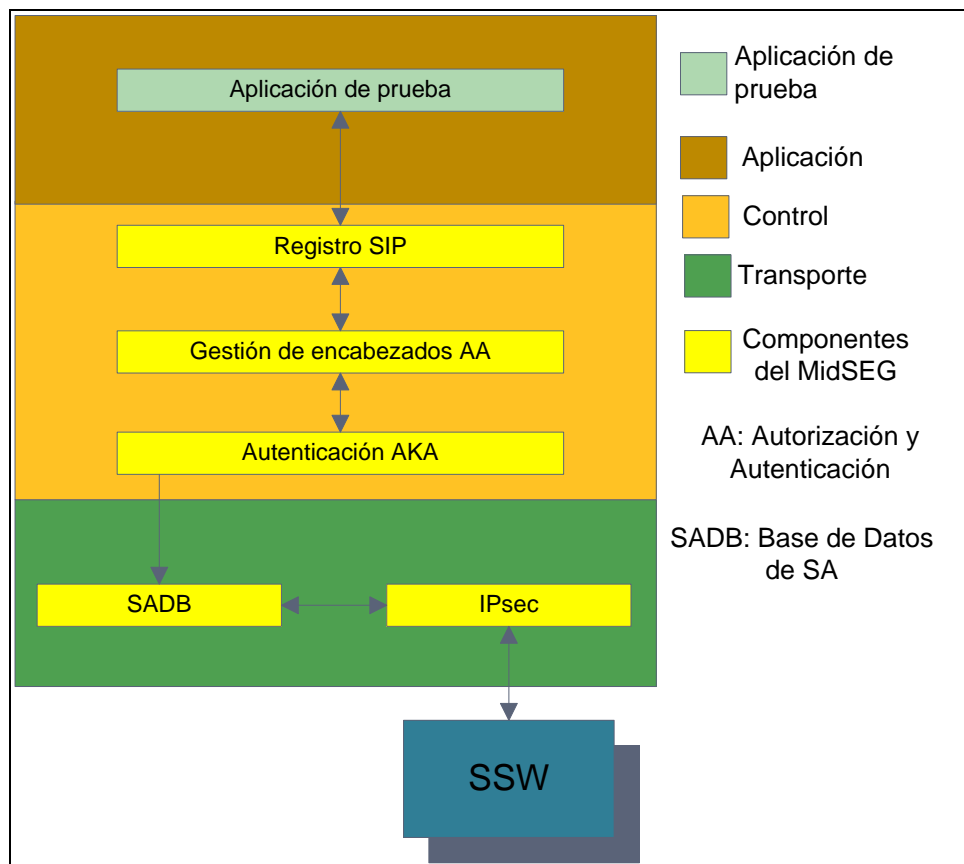 Aplicación de prueba
Registro SIP
Gestión de encabezados AA
Autenticación AKA
SADB
IPsec
SSW
Aplicación de
prueba
Aplicación
Control
Transporte
Componentes
del MidSEG
AA: Autorización y
Autenticación
SADB: Base de Datos
de SA